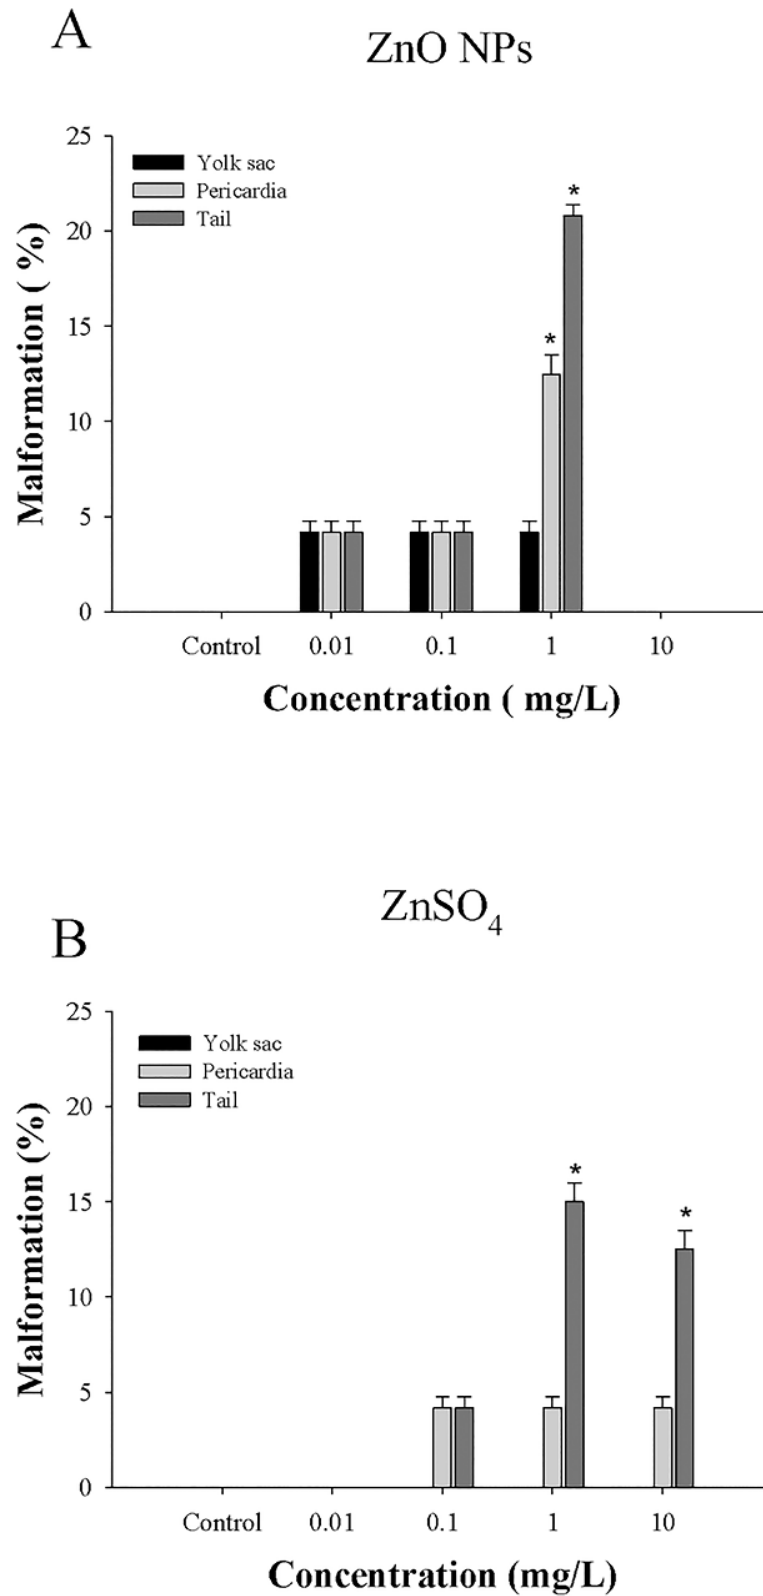 A
ZnO NPs
25
20
15
10
5
0
Malformation ( %)
Yolk sac
Pericardia
Tail
*
*
Control 0.01 0.1 1 10
Concentration ( mg/L)
B
ZnSO₄
25
20
15
10
5
0
Malformation (%)
Yolk sac
Pericardia
Tail
*
*
Control 0.01 0.1 1 10
Concentration (mg/L)